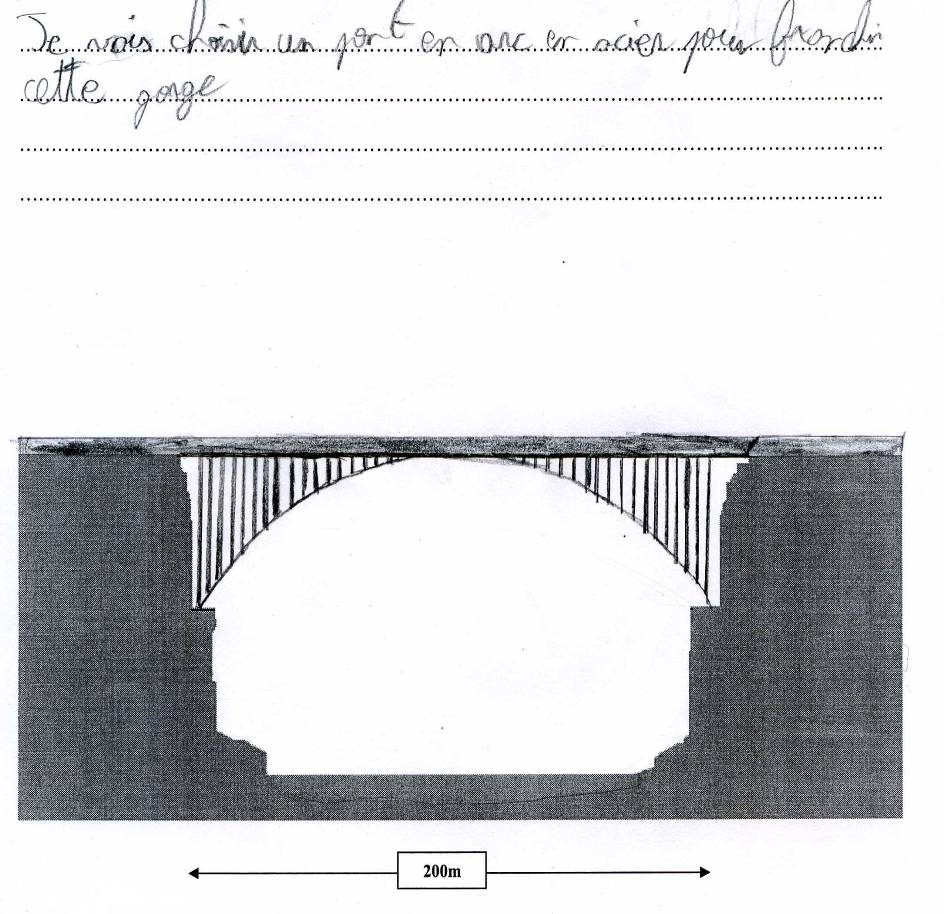 Je vais choisir un pont en arc en acier pour franchir
cette gorge
200m